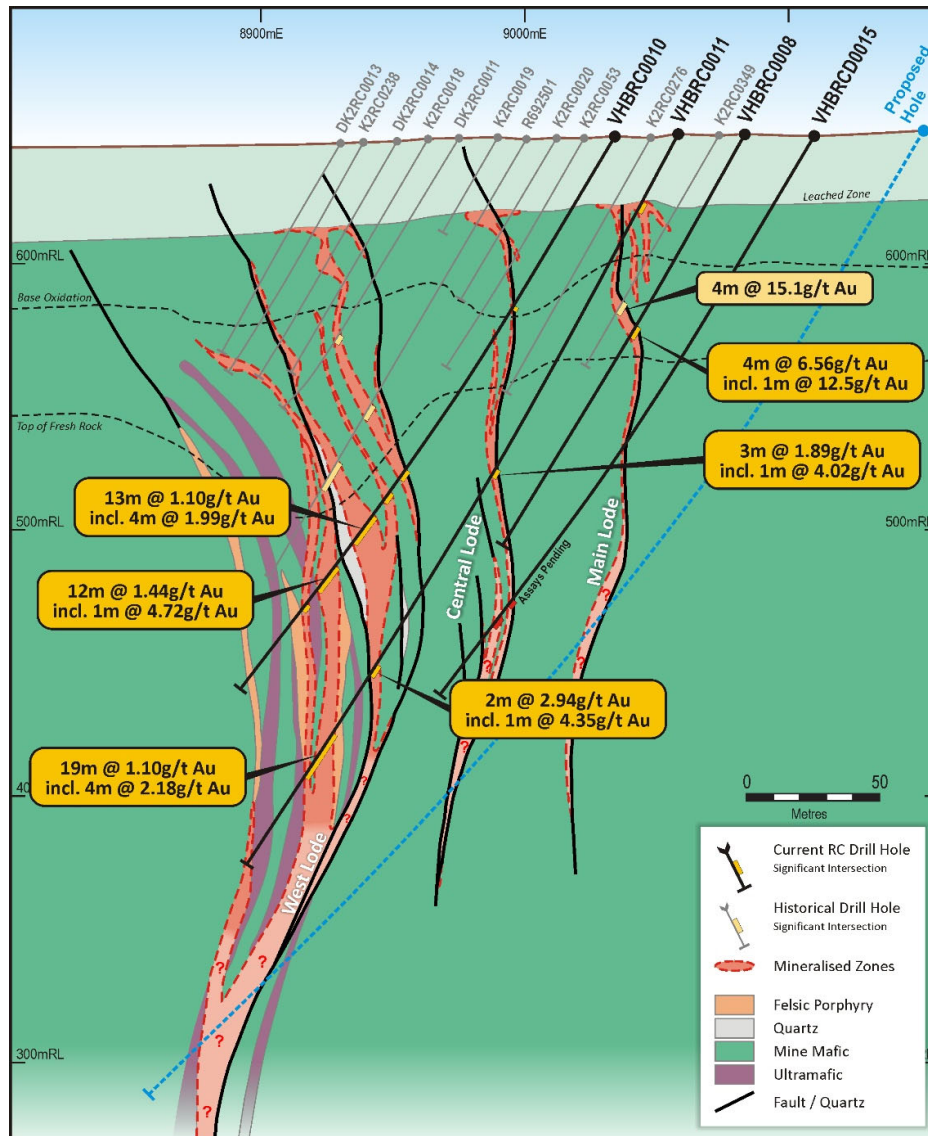 8900mE
9000mE
DK2RC0013
K2RC0238
DK2RC0014
K2RC0018
DK2RC0011
K2RC0019
R692501
K2RC0020
K2RC0053
VHBRC0010
K2RC0276
VHBRC0011
K2RC0349
VHBRC0008
VHBRCD0015
Proposed
Hole
Leached Zone
600mRL
600mRL
Base Oxidation
4m @ 15.1g/t Au
4m @ 6.56g/t Au
incl. 1m @ 12.5g/t Au
Top of Fresh Rock
3m @ 1.89g/t Au
incl. 1m @ 4.02g/t Au
13m @ 1.10g/t Au
incl. 4m @ 1.99g/t Au
500mRL
500mRL
Central Lode
Main Lode
Assays Pending
12m @ 1.44g/t Au
incl. 1m @ 4.72g/t Au
?
?
2m @ 2.94g/t Au
incl. 1m @ 4.35g/t Au
?
?
19m @ 1.10g/t Au
incl. 4m @ 2.18g/t Au
?
?
West Lode
0
50
Metres
Current RC Drill Hole
Significant Intersection
Historical Drill Hole
Significant Intersection
Mineralised Zones
Felsic Porphyry
Quartz
Mine Mafic
Ultramafic
Fault / Quartz
?
?
?
300mRL
?